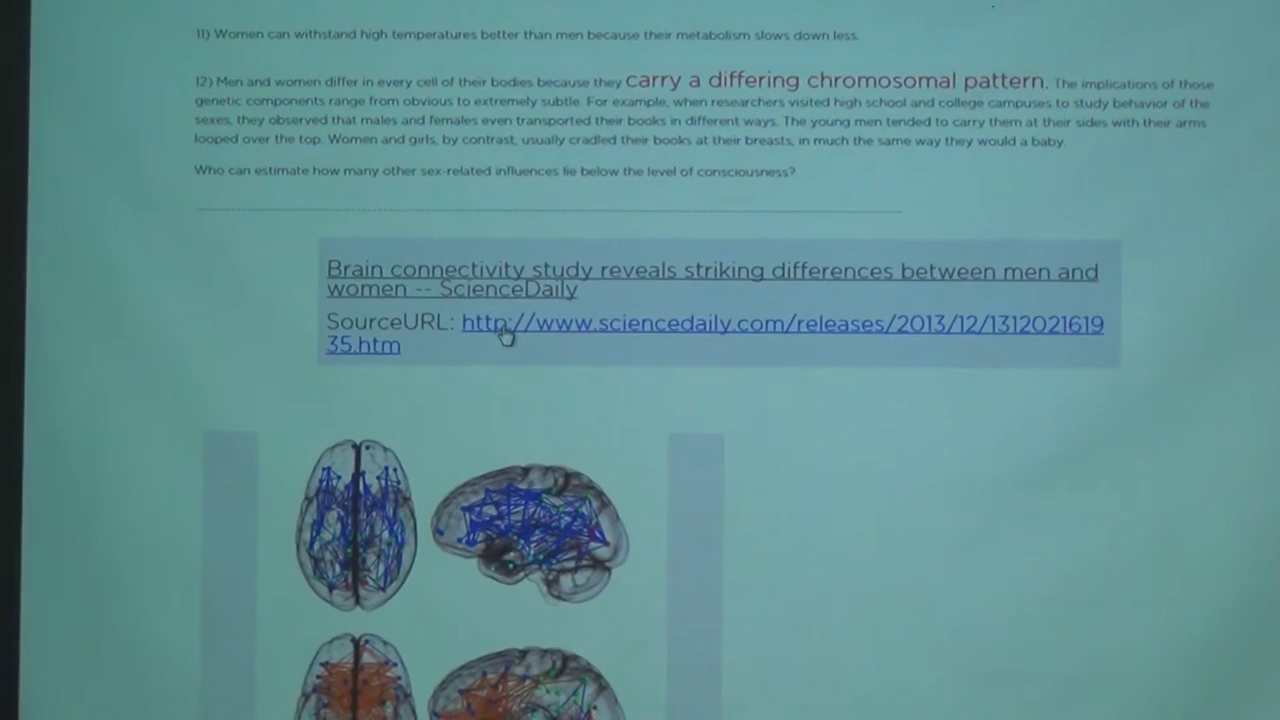 11) Women can withstand high temperatures better than men because their metabolism slows down less.
12) Men and women differ in every cell of their bodies because they carry a differing chromosomal pattern. The implications of those
genetic components range from obvious to extremely subtle. For example, when researchers visited high school and college campuses to study behavior of the
sexes, they observed that males and females even transported their books in different ways. The young men tended to carry them at their sides with their arms
looped over the top. Women and girls, by contrast, usually cradled their books at their breasts, in much the same way they would a baby.
Who can estimate how many other sex-related influences lie below the level of consciousness?
Brain connectivity study reveals striking differences between men and
women -- ScienceDaily
SourceURL: http://www.sciencedaily.com/releases/2013/12/1312021619
35.htm